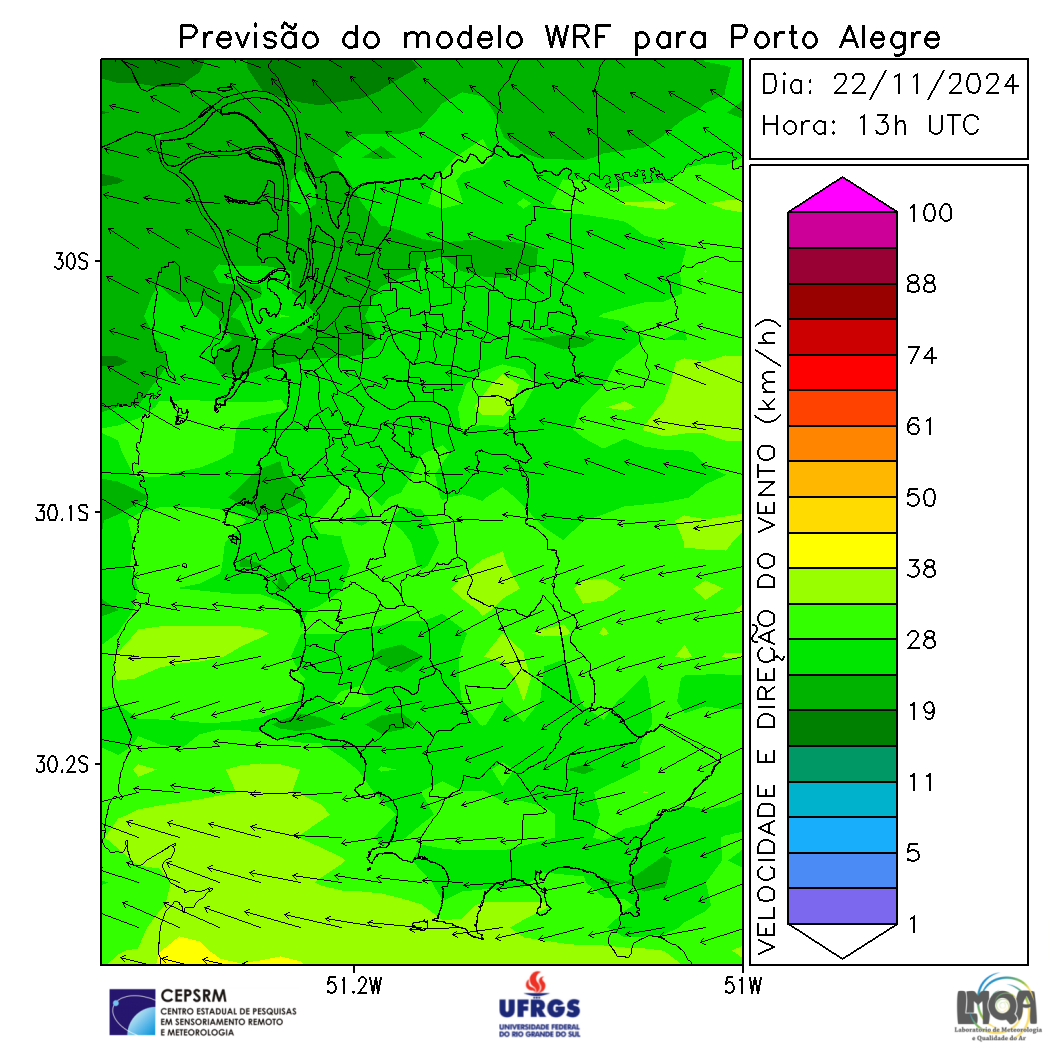 Previsão do modelo WRF para Porto Alegre
Dia: 22/11/2024
Hora: 13h UTC
30S
30.1S
30.2S
51.2W
51W
VELOCIDADE E DIREÇÃO DO VENTO (km/h)
100
88
74
61
50
38
28
19
11
5
1
CEPSRM
CENTRO ESTADUAL DE PESQUISAS
EM SENSORIAMENTO REMOTO
E METEOROLOGIA
UFRGS
UNIVERSIDADE FEDERAL
DO RIO GRANDE DO SUL
LMQA
Laboratório de Meteorologia
e Qualidade do Ar